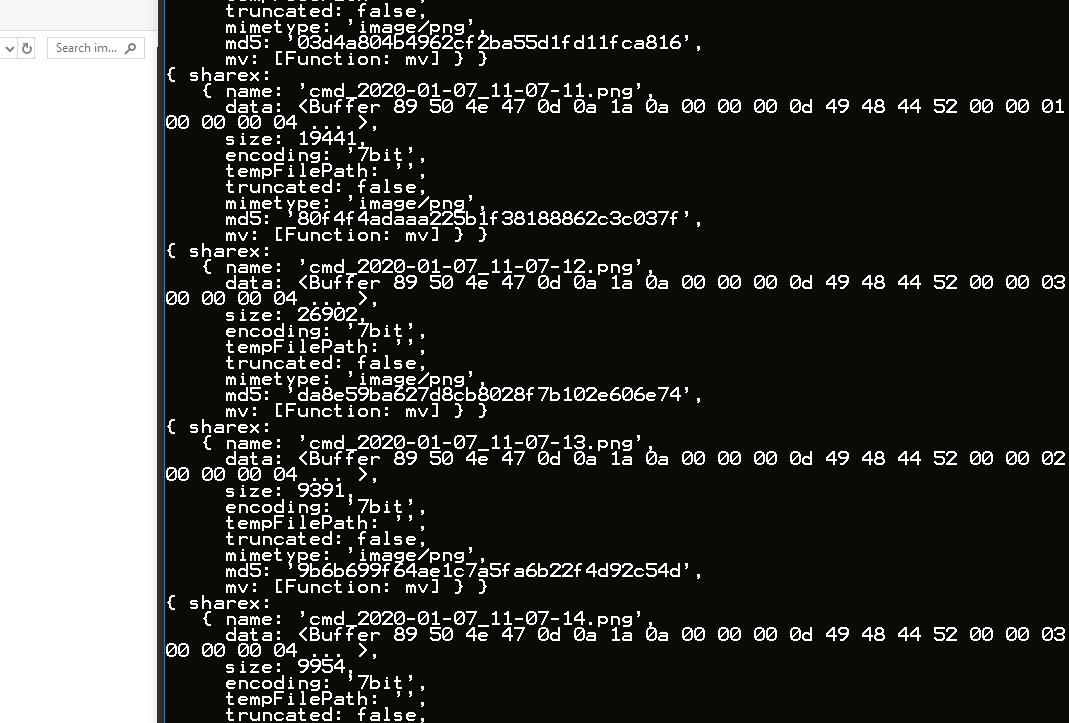 Search im...
tempFilePath: '',
truncated: false,
mimetype: 'image/png',
md5: '03d4a804b4962cf2ba55d1fd11fca816',
mv: [Function: mv] } }
{ sharex:
{ name: 'cmd_2020-01-07_11-07-11.png',
data: <Buffer 89 50 4e 47 0d 0a 1a 0a 00 00 00 0d 49 48 44 52 00 00 01
00 00 00 04 ... >,
size: 19441,
encoding: '7bit',
tempFilePath: '',
truncated: false,
mimetype: 'image/png',
md5: '80f4f4adaaa225b1f38188862c3c037f',
mv: [Function: mv] } }
{ sharex:
{ name: 'cmd_2020-01-07_11-07-12.png',
data: <Buffer 89 50 4e 47 0d 0a 1a 0a 00 00 00 0d 49 48 44 52 00 00 03
00 00 00 04 ... >,
size: 26902,
encoding: '7bit',
tempFilePath: '',
truncated: false,
mimetype: 'image/png',
md5: 'da8e59ba627d8cb8028f7b102e606e74',
mv: [Function: mv] } }
{ sharex:
{ name: 'cmd_2020-01-07_11-07-13.png',
data: <Buffer 89 50 4e 47 0d 0a 1a 0a 00 00 00 0d 49 48 44 52 00 00 02
00 00 00 04 ... >,
size: 9391,
encoding: '7bit',
tempFilePath: '',
truncated: false,
mimetype: 'image/png',
md5: '9b6b699f64ae1c7a5fa6b22f4d92c54d',
mv: [Function: mv] } }
{ sharex:
{ name: 'cmd_2020-01-07_11-07-14.png',
data: <Buffer 89 50 4e 47 0d 0a 1a 0a 00 00 00 0d 49 48 44 52 00 00 03
00 00 00 04 ... >,
size: 9954,
encoding: '7bit',
tempFilePath: '',
truncated: false,